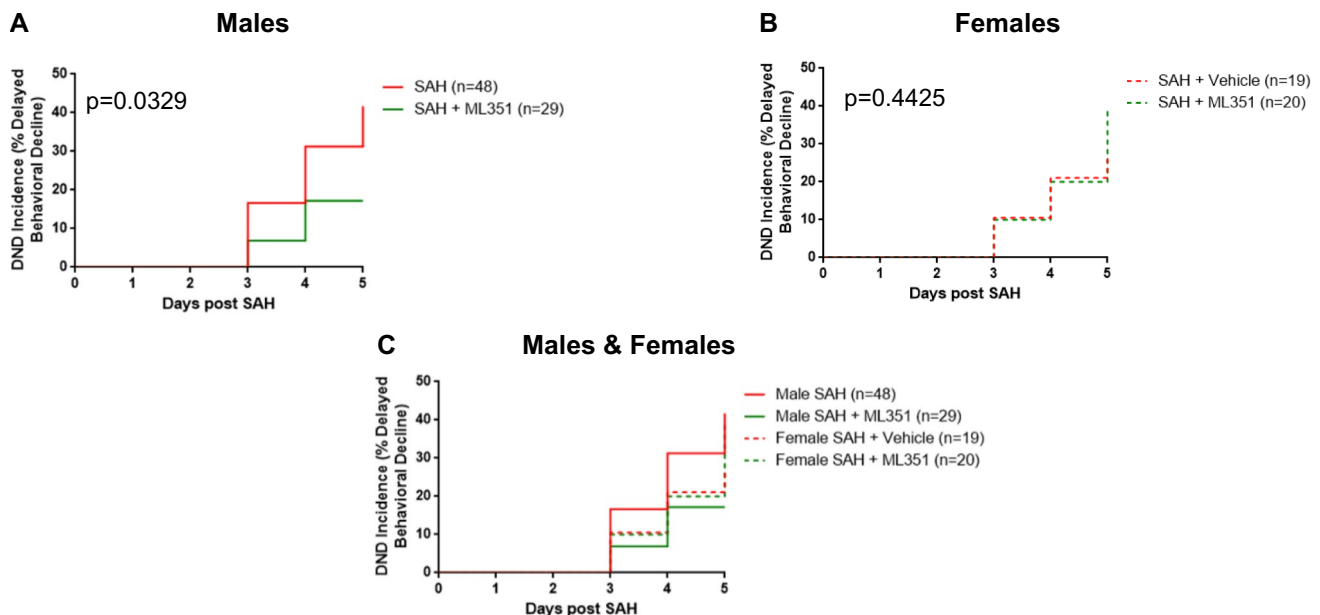 A
Males
DND Incidence (% Delayed
Behavioral Decline)
50
40
30
20
10
0
p=0.0329
SAH (n=48)
SAH + ML351 (n=29)
0 1 2 3 4 5
Days post SAH
B
Females
DND Incidence (% Delayed
Behavioral Decline)
50
40
30
20
10
0
p=0.4425
SAH + Vehicle (n=19)
SAH + ML351 (n=20)
0 1 2 3 4 5
Days post SAH
C
Males & Females
DND Incidence (% Delayed
Behavioral Decline)
50
40
30
20
10
0
Male SAH (n=48)
Male SAH + ML351 (n=29)
Female SAH + Vehicle (n=19)
Female SAH + ML351 (n=20)
0 1 2 3 4 5
Days post SAH